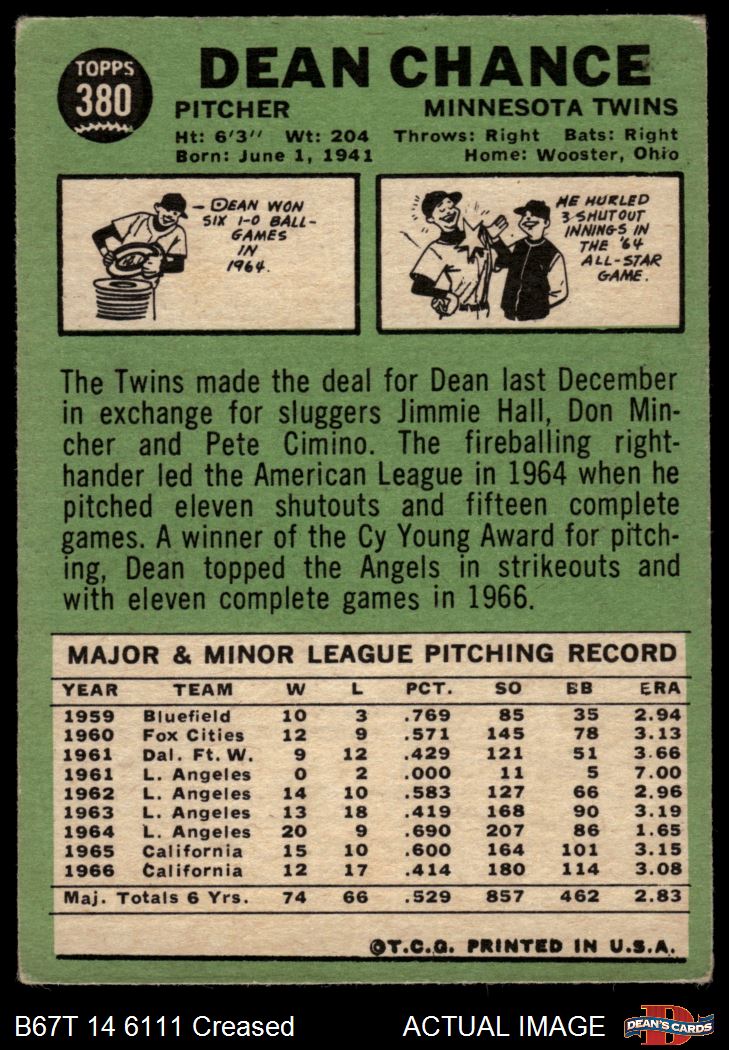 TOPPS
380
DEAN CHANCE
PITCHER MINNESOTA TWINS
Ht: 6'3" Wt: 204 Throws: Right Bats: Right
Born: June 1, 1941 Home: Wooster, Ohio
- DEAN WON
SIX 1-0 BALL-
GAMES
IN
1964.
HE HURLED
3 SHUTOUT
INNINGS IN
THE '64
ALL-STAR
GAME.
The Twins made the deal for Dean last December
in exchange for sluggers Jimmie Hall, Don Min-
cher and Pete Cimino. The fireballing right-
hander led the American League in 1964 when he
pitched eleven shutouts and fifteen complete
games. A winner of the Cy Young Award for pitch-
ing, Dean topped the Angels in strikeouts and
with eleven complete games in 1966.
MAJOR & MINOR LEAGUE PITCHING RECORD
YEAR TEAM W L PCT. SO BB ERA
1959 Bluefield 10 3 .769 85 35 2.94
1960 Fox Cities 12 9 .571 145 78 3.13
1961 Dal. Ft. W. 9 12 .429 121 51 3.66
1961 L. Angeles 0 2 .000 11 5 7.00
1962 L. Angeles 14 10 .583 127 66 2.96
1963 L. Angeles 13 18 .419 168 90 3.19
1964 L. Angeles 20 9 .690 207 86 1.65
1965 California 15 10 .600 164 101 3.15
1966 California 12 17 .414 180 114 3.08
Maj. Totals 6 Yrs. 74 66 .529 857 462 2.83
©T.C.G. PRINTED IN U.S.A.
B67T 14 6111 Creased ACTUAL IMAGE
D
DEAN'S CARDS